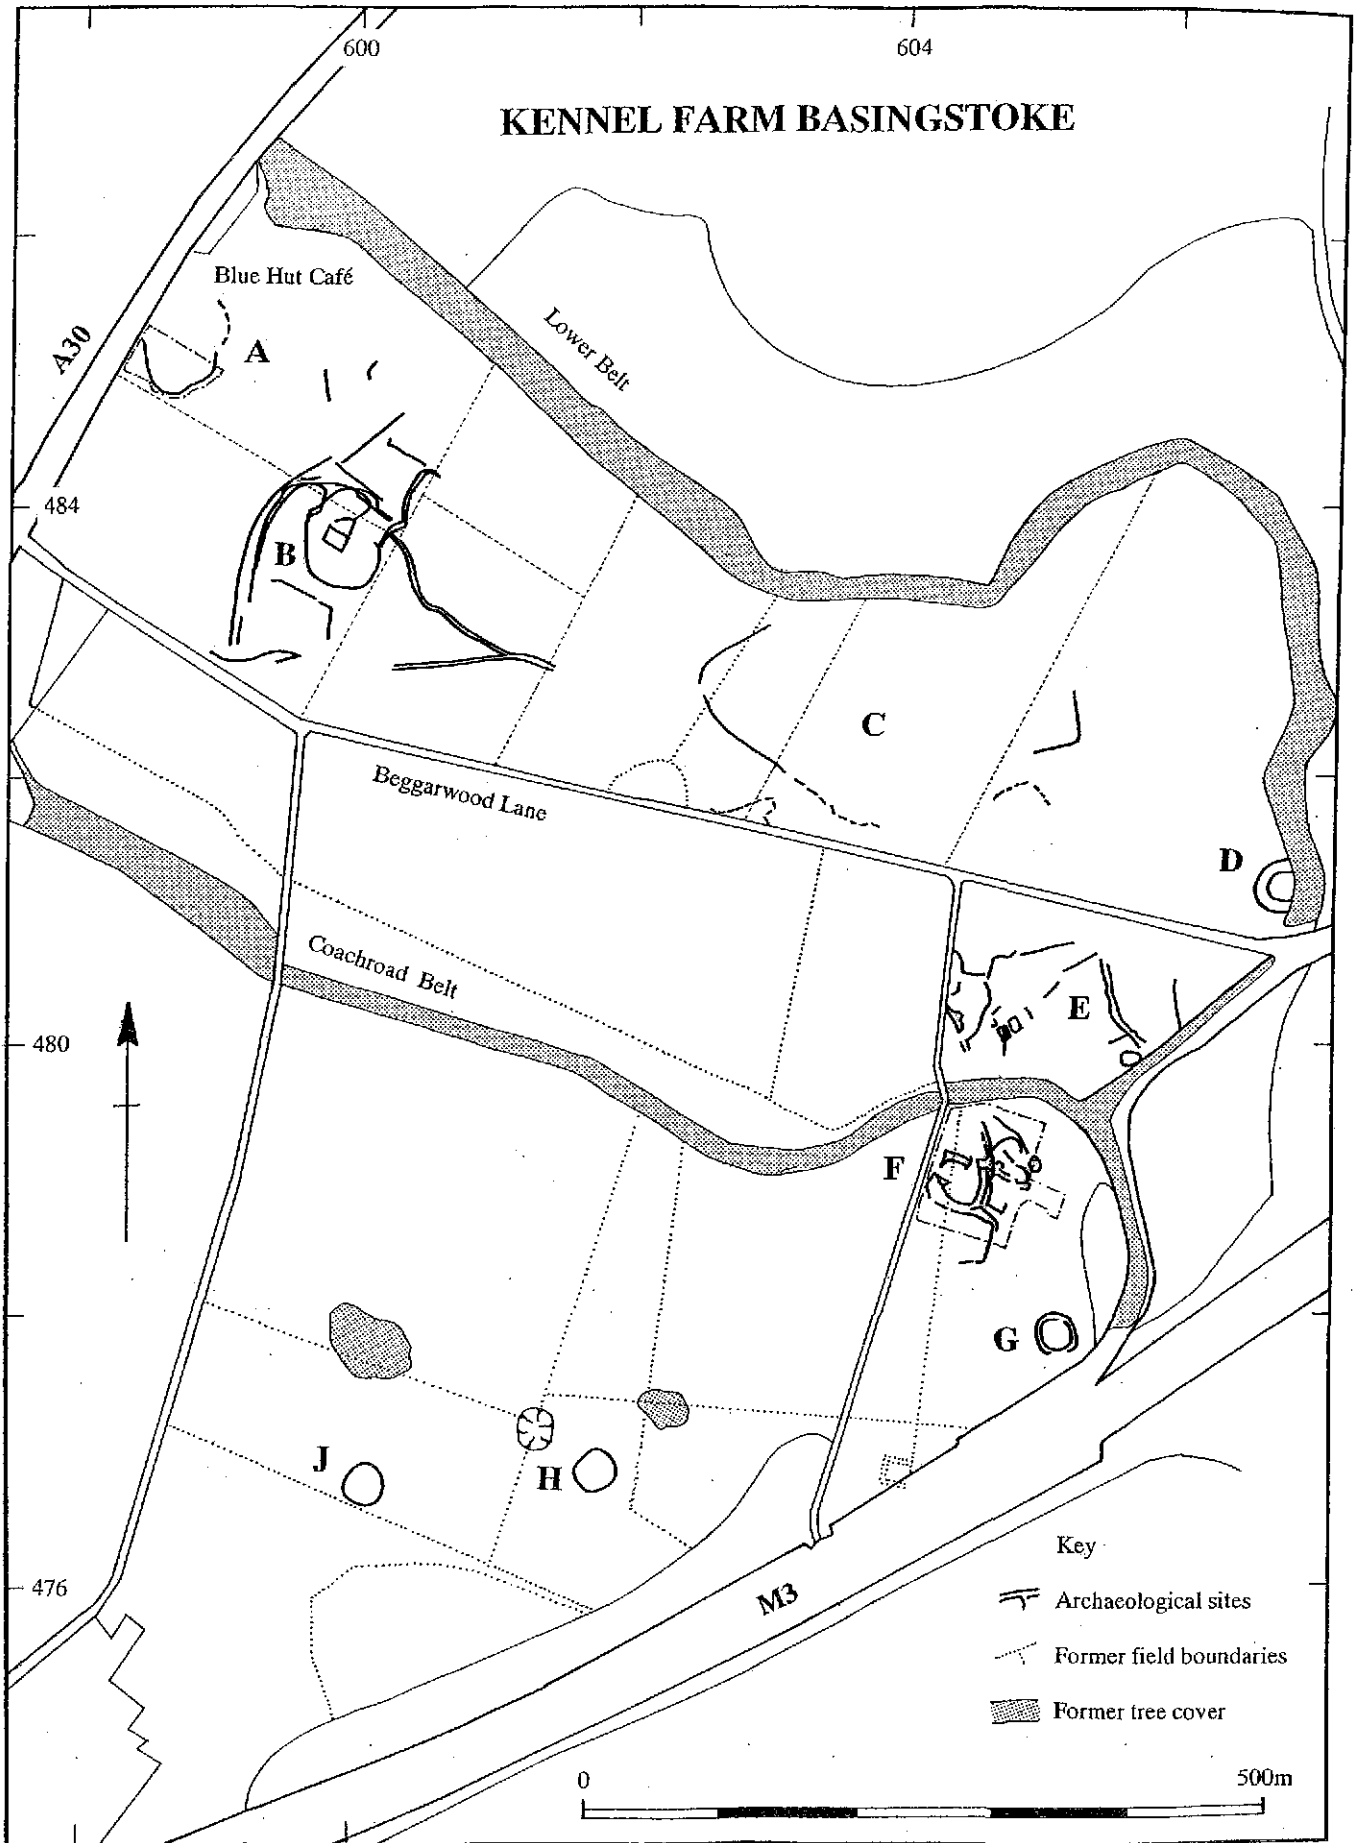 600
604
KENNEL FARM BASINGSTOKE
Blue Hut Café
A30
A
Lower Belt
484
B
C
Beggarwood Lane
D
Coachroad Belt
E
480
F
G
J
H
476
M3
Key
Archaeological sites
Former field boundaries
Former tree cover
0
500m